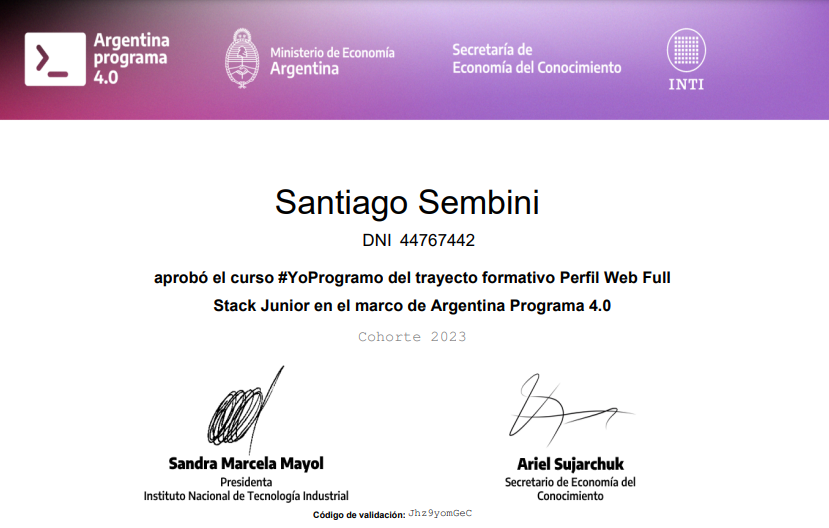 Argentina
programa
4.0
Ministerio de Economía
Argentina
Secretaría de
Economía del Conocimiento
INTI
Santiago Sembini
DNI 44767442
aprobó el curso #YoProgramo del trayecto formativo Perfil Web Full
Stack Junior en el marco de Argentina Programa 4.0
Cohorte 2023
Sandra Marcela Mayol
Presidenta
Instituto Nacional de Tecnología Industrial
Ariel Sujarchuk
Secretario de Economía del
Conocimiento
Código de validación: Jhz9yomGeC